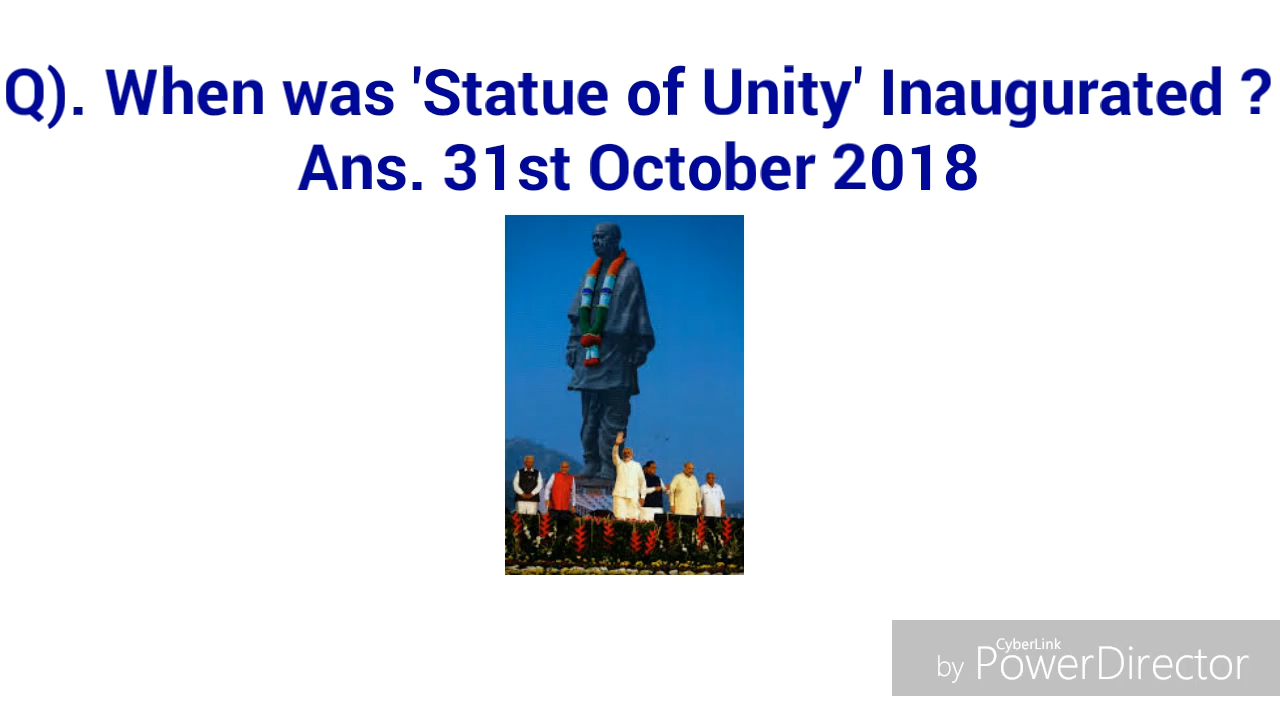 Q). When was 'Statue of Unity' Inaugurated ?
Ans. 31st October 2018
CyberLink
by PowerDirector